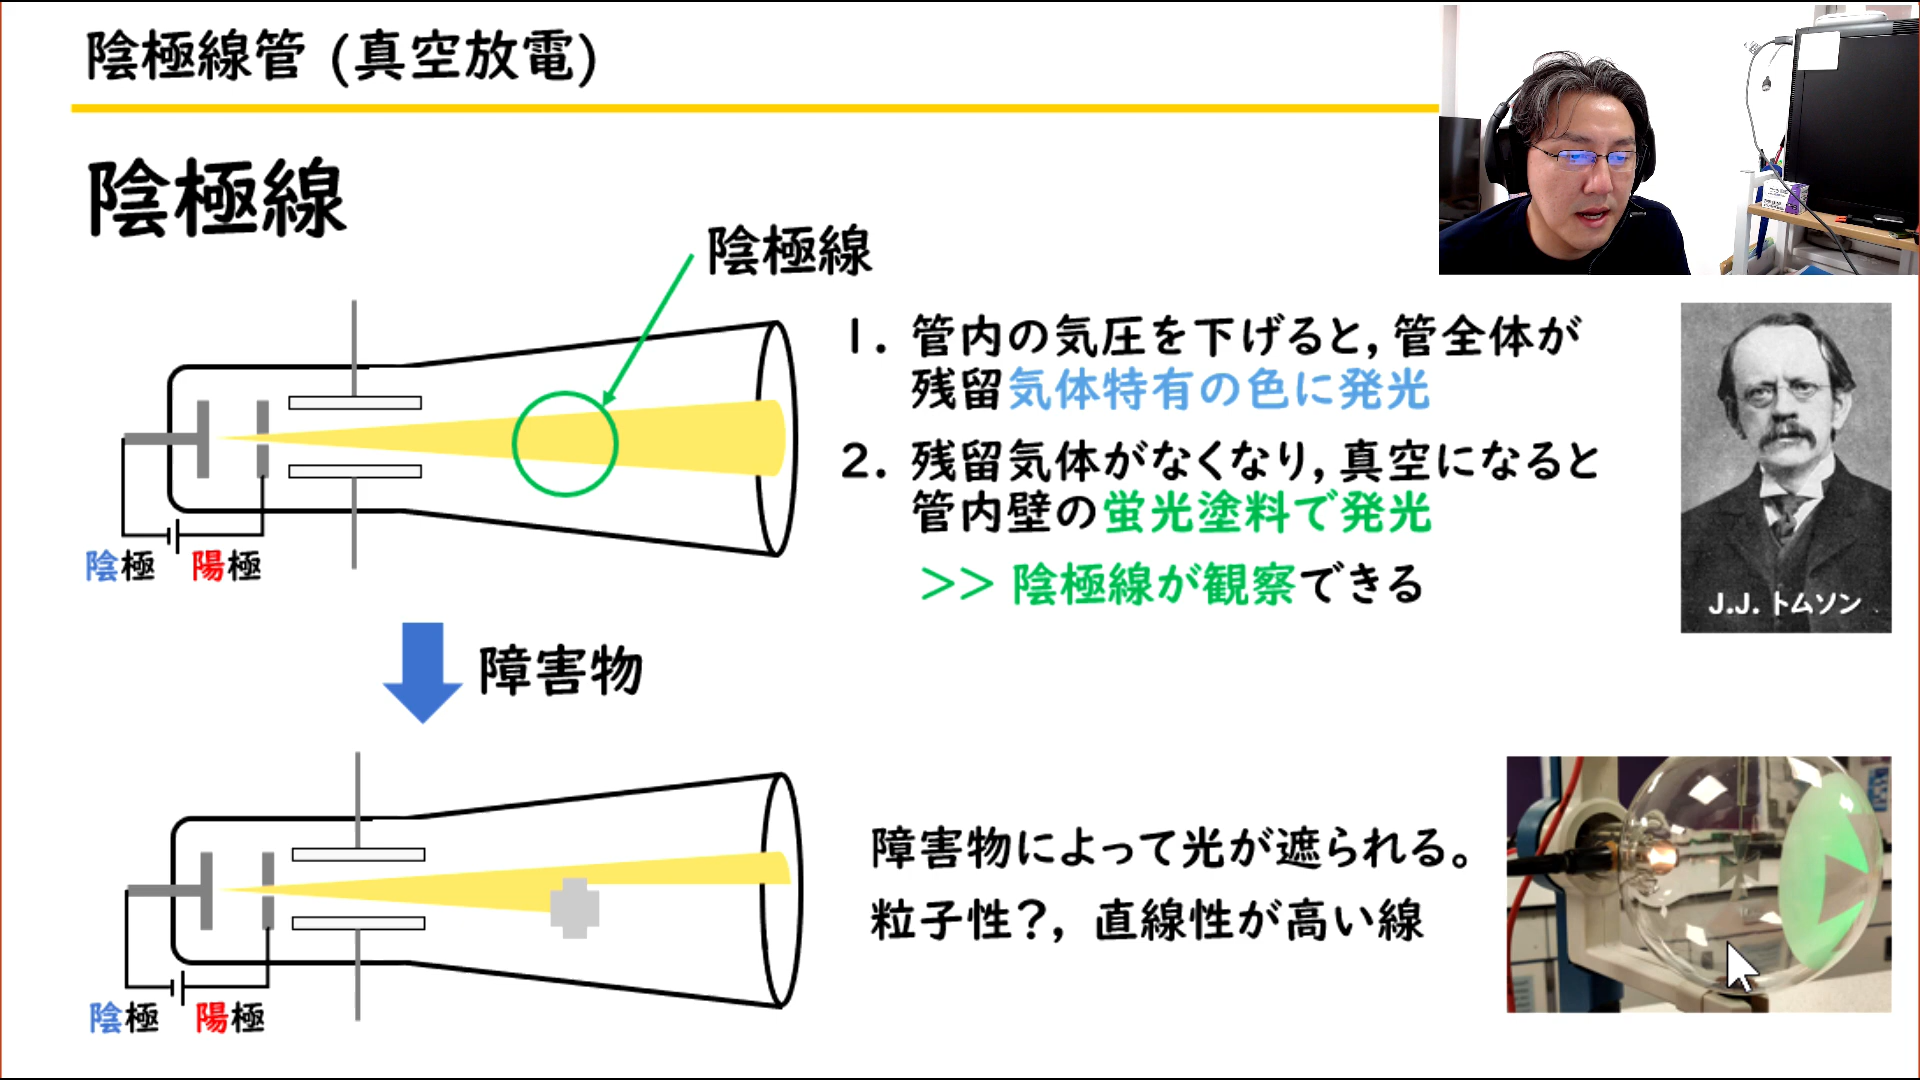 陰極線管 (真空放電)
陰極線
陰極線
陰極 陽極
1. 管内の気圧を下げると, 管全体が
残留気体特有の色に発光
2. 残留気体がなくなり, 真空になると
管内壁の蛍光塗料で発光
>> 陰極線が観察できる
J.J. トムソン
障害物
陰極 陽極
障害物によって光が遮られる。
粒子性?, 直線性が高い線